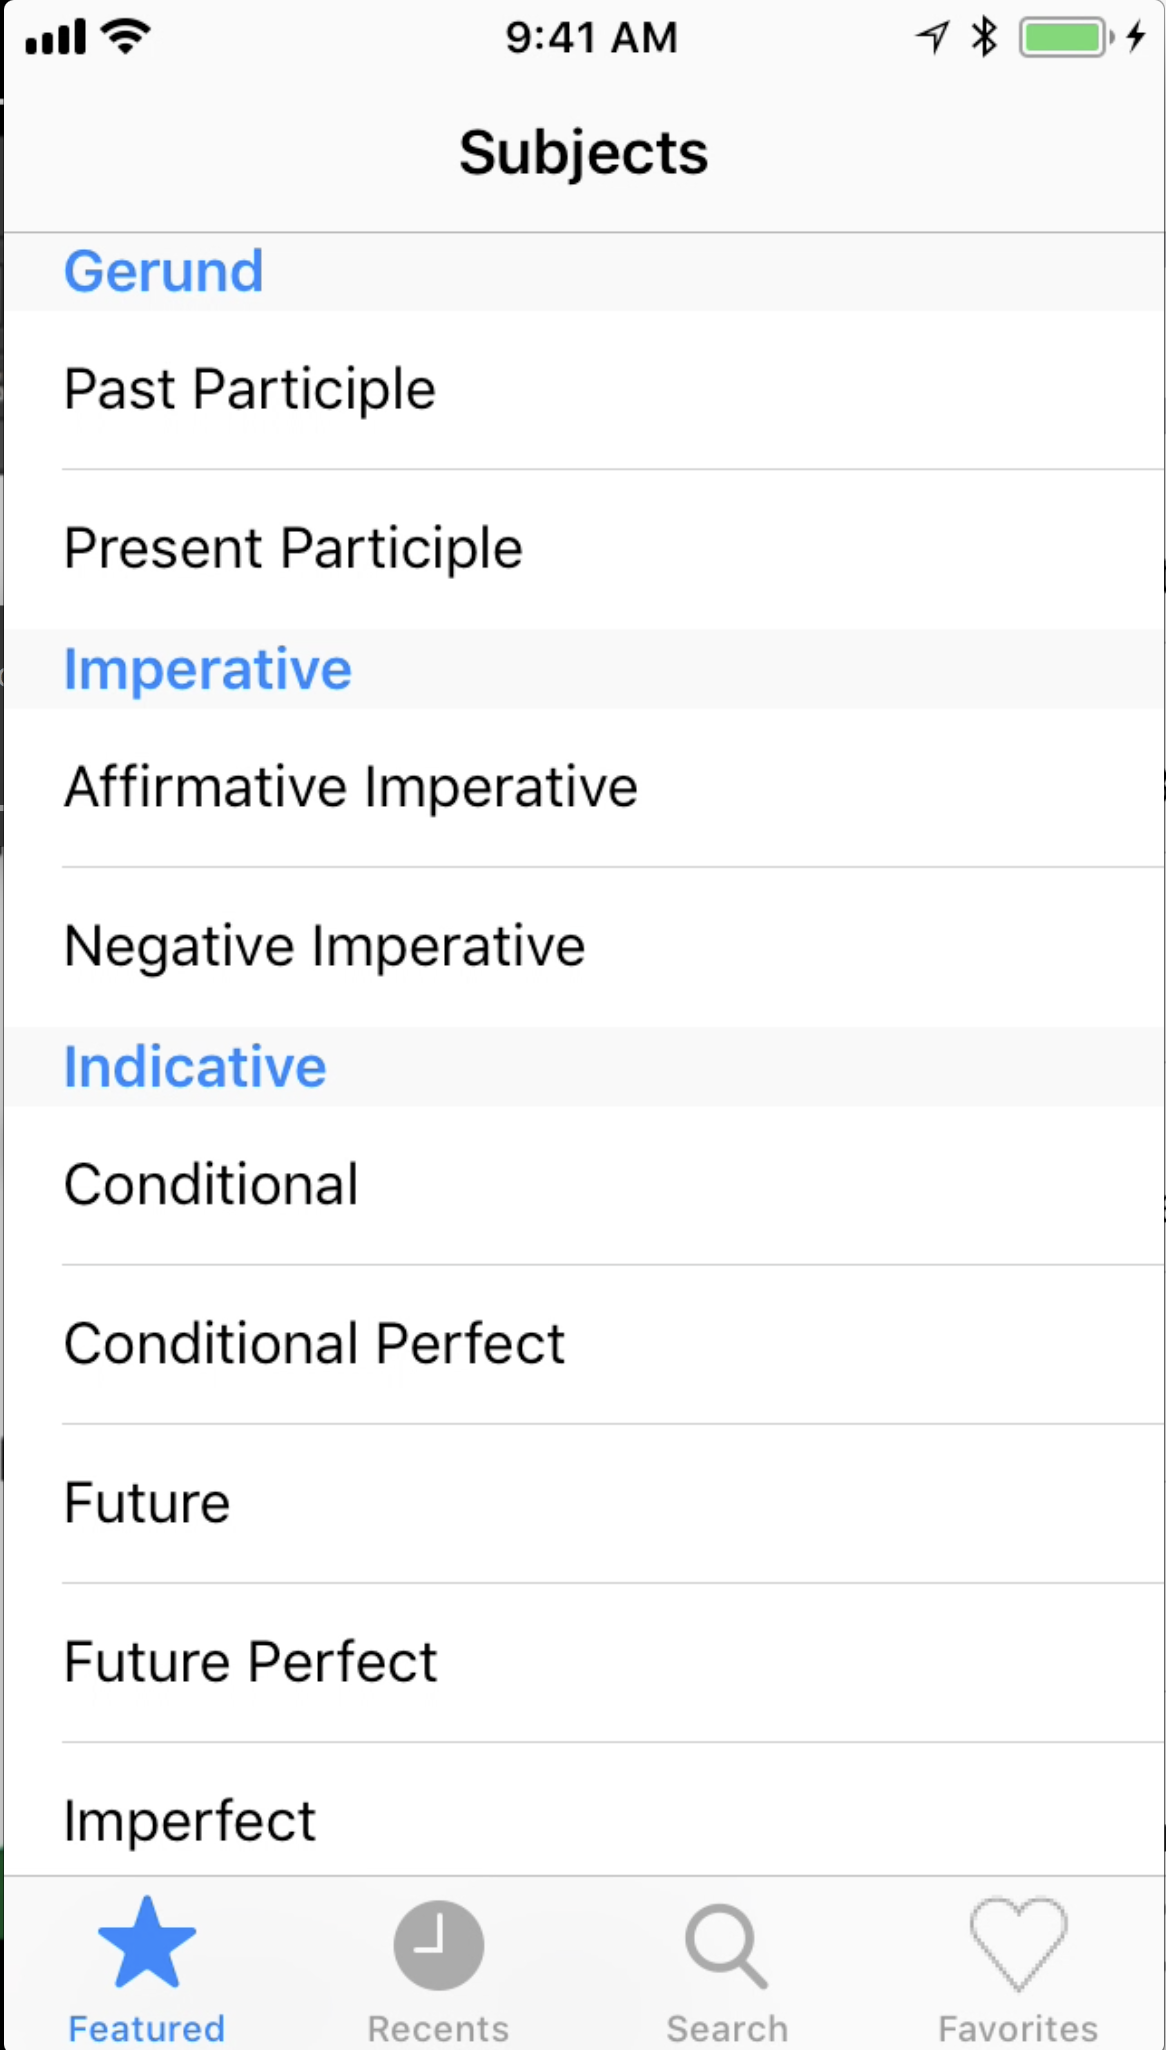 9:41 AM
Subjects
Gerund
Past Participle
Present Participle
Imperative
Affirmative Imperative
Negative Imperative
Indicative
Conditional
Conditional Perfect
Future
Future Perfect
Imperfect
Featured Recents Search Favorites